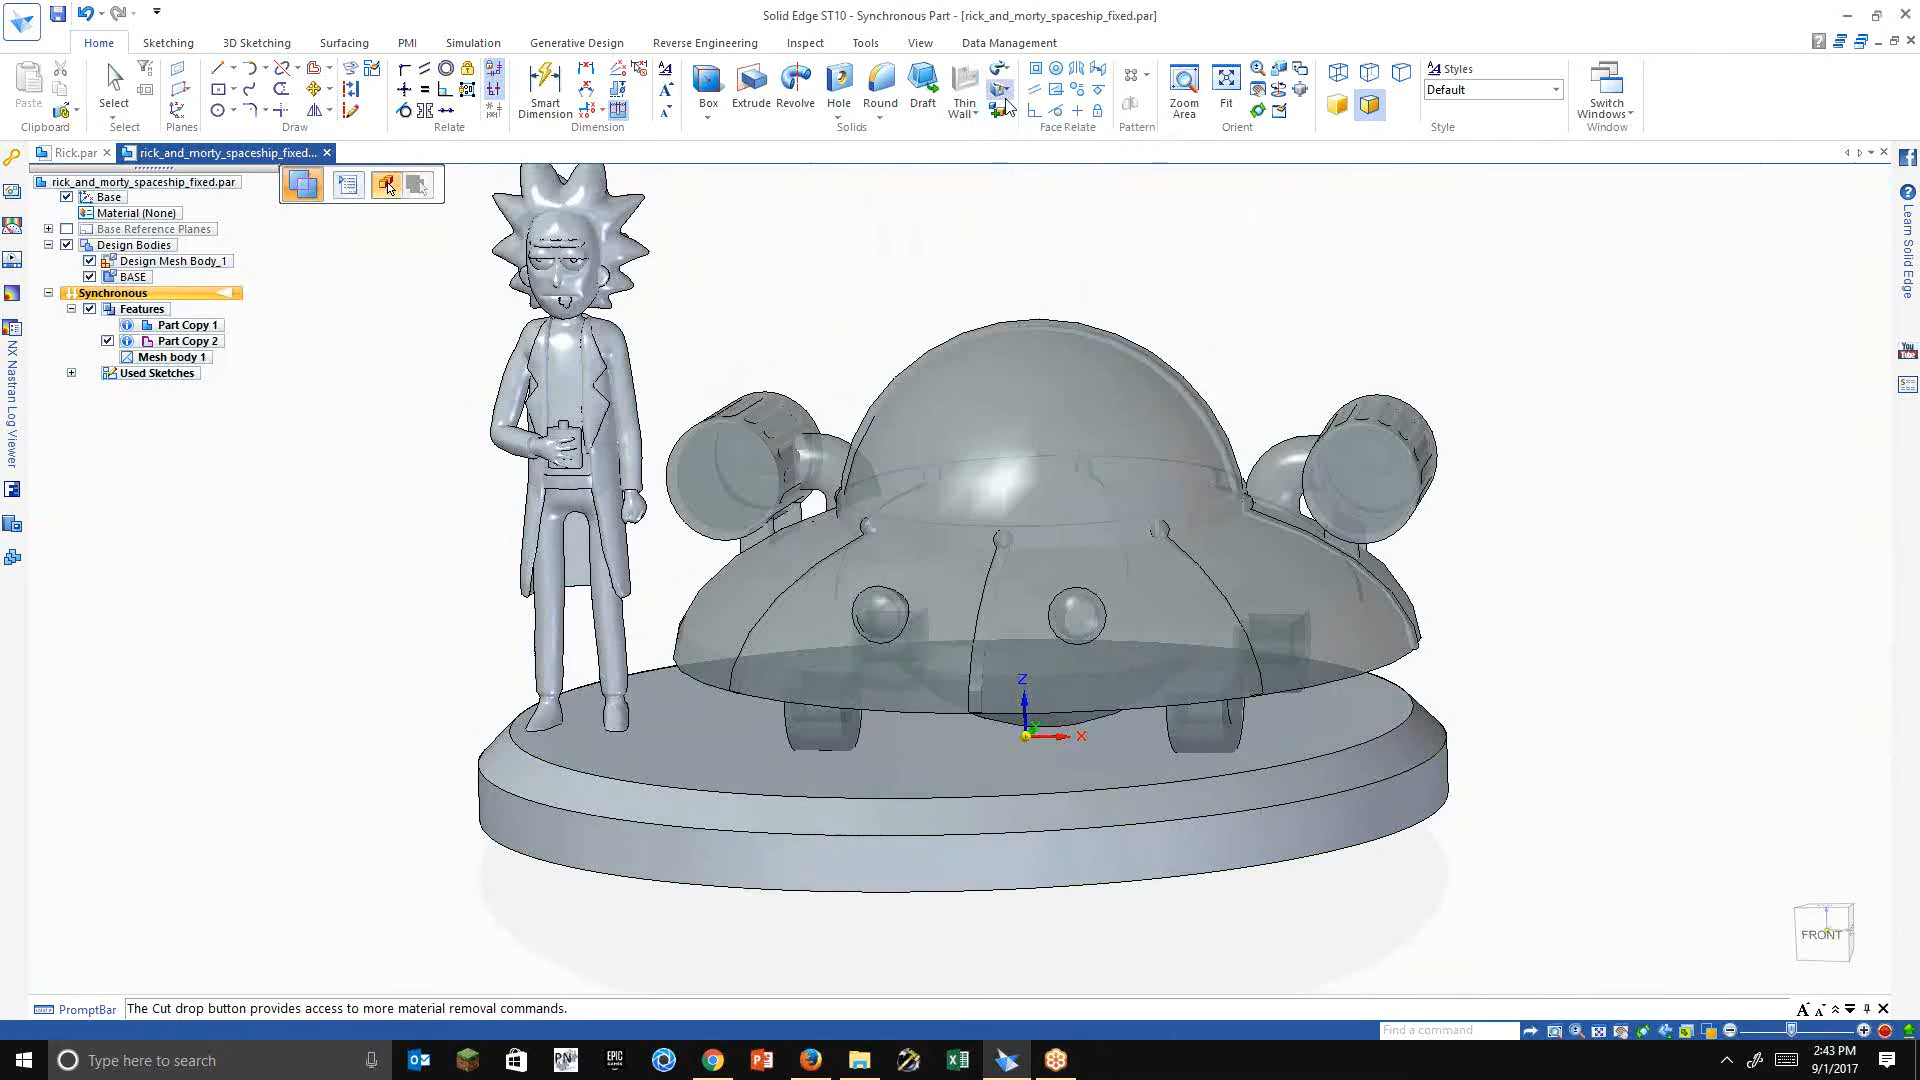 Solid Edge ST10 - Synchronous Part - [rick_and_morty_spaceship_fixed.par]
Home Sketching 3D Sketching Surfacing PMI Simulation Generative Design Reverse Engineering Inspect Tools View Data Management
Paste
Clipboard
Select
Select
Planes
Draw
Relate
Smart Dimension
Dimension
Box Extrude Revolve Hole Round Draft Thin Wall
Solids
Face Relate
Pattern
Zoom Area
Fit
Orient
Styles
Default
Style
Switch Windows
Window
Rick.par
rick_and_morty_spaceship_fixed...
rick_and_morty_spaceship_fixed.par
Base
Material (None)
Base Reference Planes
Design Bodies
Design Mesh Body_1
BASE
Synchronous
Features
Part Copy 1
Part Copy 2
Mesh body 1
Used Sketches
NX Nastran Log Viewer
Learn Solid Edge
You Tube
Z
Y
X
FRONT
PromptBar
The Cut drop button provides access to more material removal commands.
Find a command
Type here to search
PN
EPIC GAMES
2:43 PM
9/1/2017